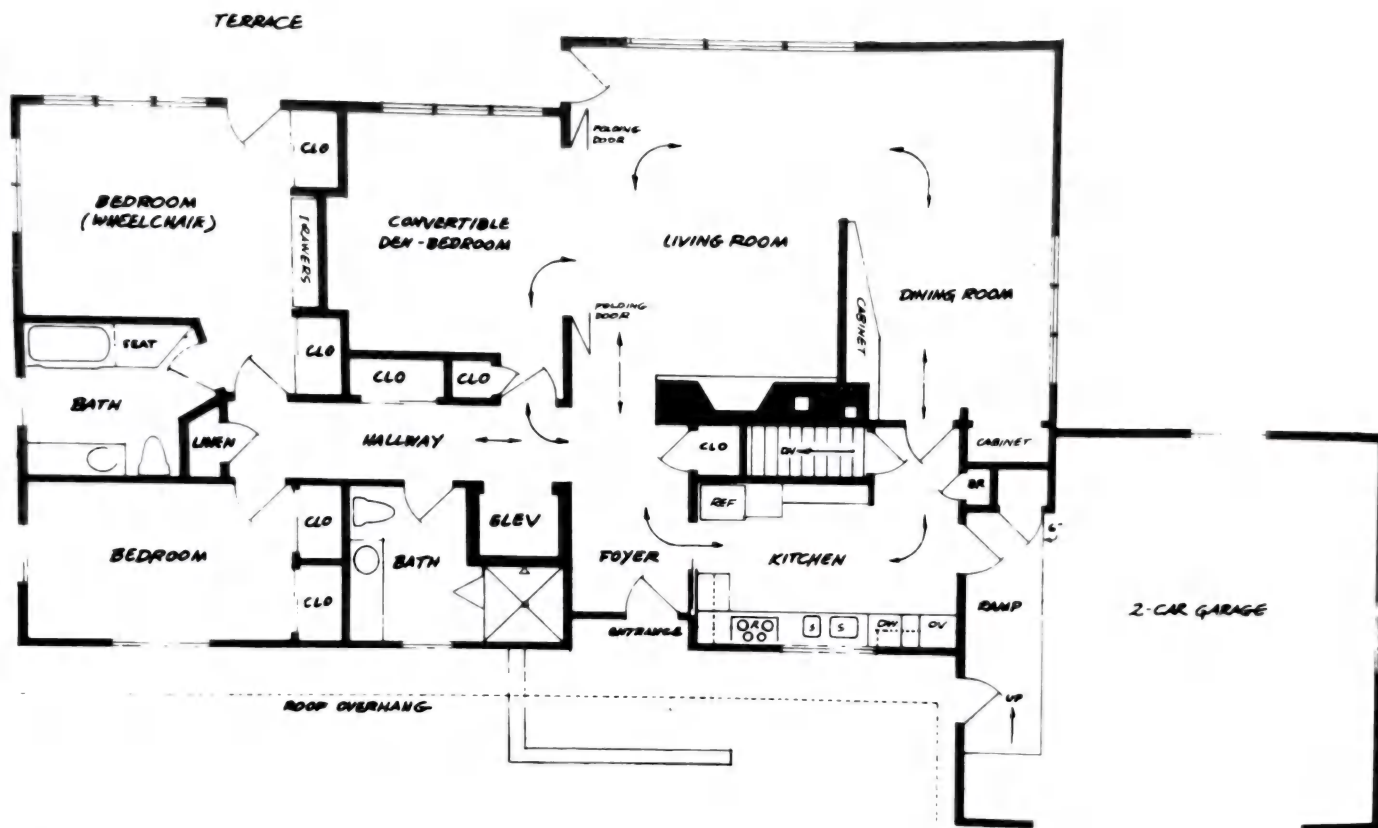 TERRACE
FOLDING
DOOR
CLO
BEDROOM
(WHEELCHAIR)
CONVERTIBLE
DEN-BEDROOM
LIVING ROOM
DRAWERS
DINING ROOM
FOLDING
DOOR
CABINET
SEAT
CLO
CLO
CLO
BATH
LINEN
HALLWAY
CLO
DN
CABINET
REF
BR
CLO
ELEV
BEDROOM
BATH
FOYER
KITCHEN
CLO
RAMP
2-CAR GARAGE
ENTRANCE
R
S
S
DW
OV
UP
ROOF OVERHANG